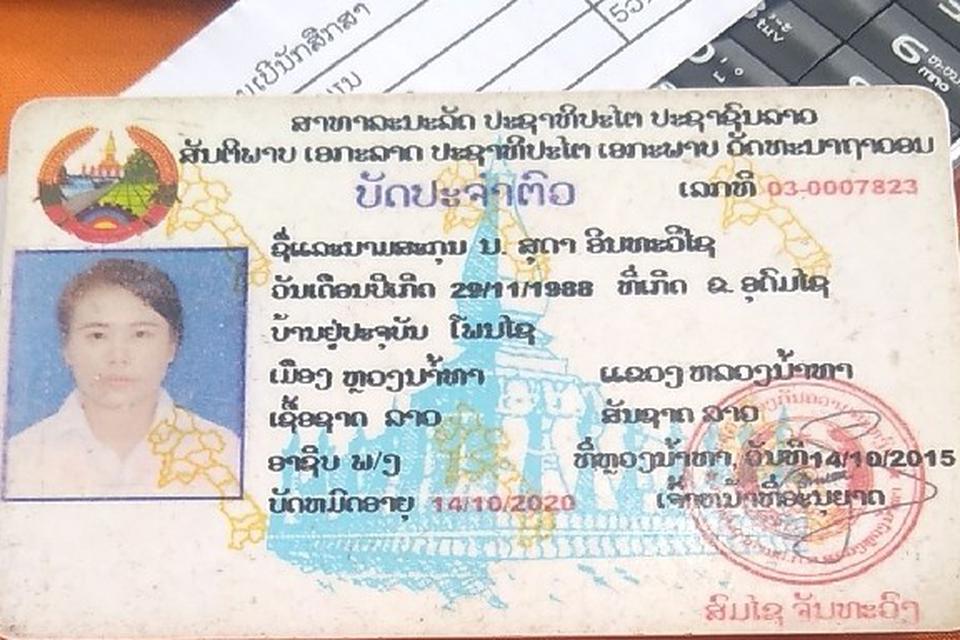 ສາທາລະນະລັດ ປະຊາທິປະໄຕ ປະຊາຊົນລາວ
ສັນຕິພາບ ເອກະລາດ ປະຊາທິປະໄຕ ເອກະພາບ ວັດທະນາຖາວອນ
ບັດປະຈຳຕົວ
ເລກທີ 03-0007823
ຊື່ແລະນາມສະກຸນ ນ. ສຸດາ ອິນທະວິໄຊ
ວັນເດືອນປີເກີດ 29/11/1988 ທີ່ເກີດ ຂ. ອຸດົມໄຊ
ບ້ານຢູ່ປະຈຸບັນ ໂພນໄຊ
ເມືອງ ຫຼວງນ້ຳທາ ແຂວງ ຫລວງນ້ຳທາ
ເຊື້ອຊາດ ລາວ ສັນຊາດ ລາວ
ອາຊີບ ພ/ງ ທີ່ຫຼວງນ້ຳທາ, ວັນທີ14/10/2015
ບັດຫມົດອາຍຸ 14/10/2020 ເຈົ້າຫນ້າທີ່ອະນຸຍາດ
ສົມໄຊ ຈັນທະວົງ